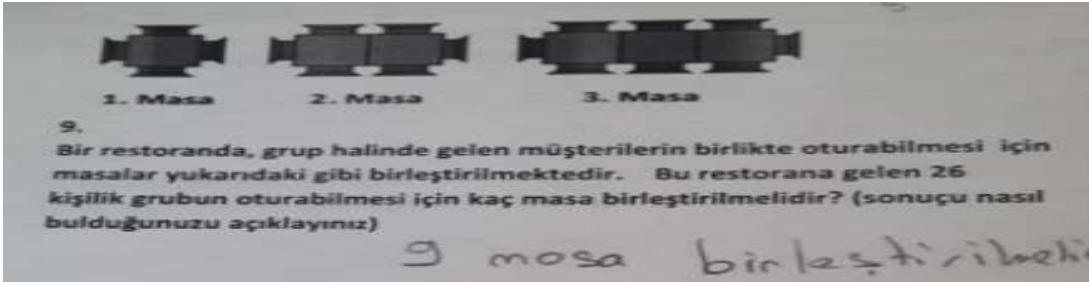 1. Masa 2. Masa 3. Masa
9.
Bir restoranda, grup halinde gelen müşterilerin birlikte oturabilmesi için
masalar yukarıdaki gibi birleştirilmektedir. Bu restorana gelen 26
kişilik grubun oturabilmesi için kaç masa birleştirilmelidir? (sonuçu nasıl
bulduğunuzu açıklayınız)
9 masa birleştirilmeli